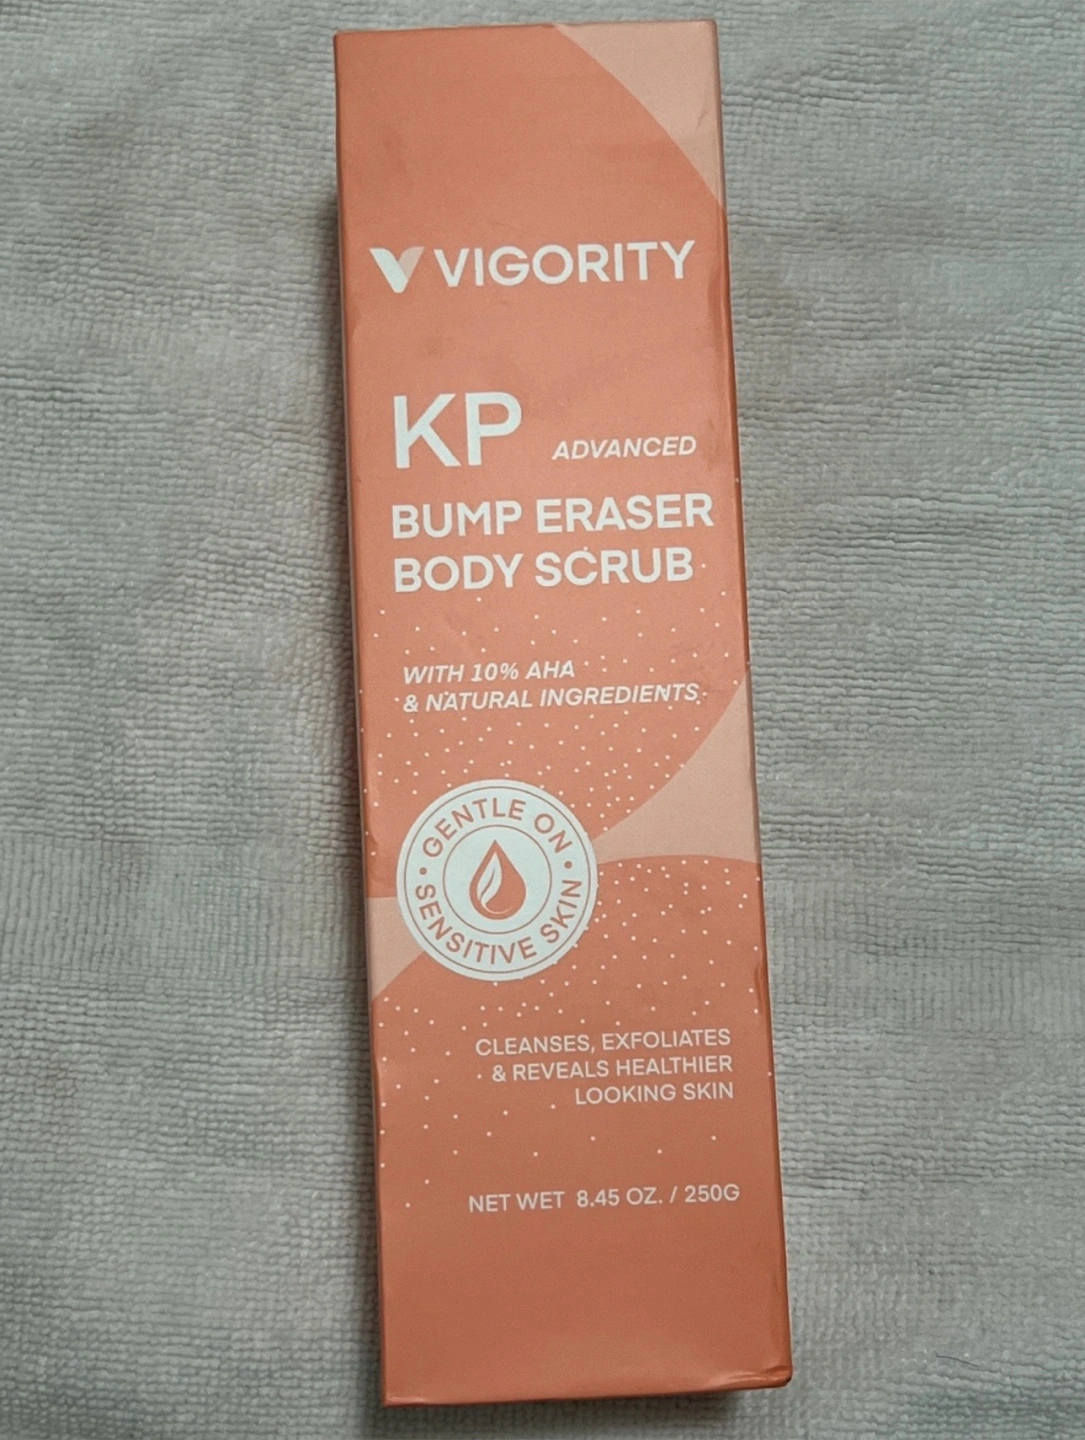 VIGORITY
KP ADVANCED
BUMP ERASER
BODY SCRUB
WITH 10% AHA
& NATURAL INGREDIENTS
GENTLE ON
SENSITIVE SKIN
CLEANSES, EXFOLIATES
& REVEALS HEALTHIER
LOOKING SKIN
NET WET 8.45 OZ. / 250G